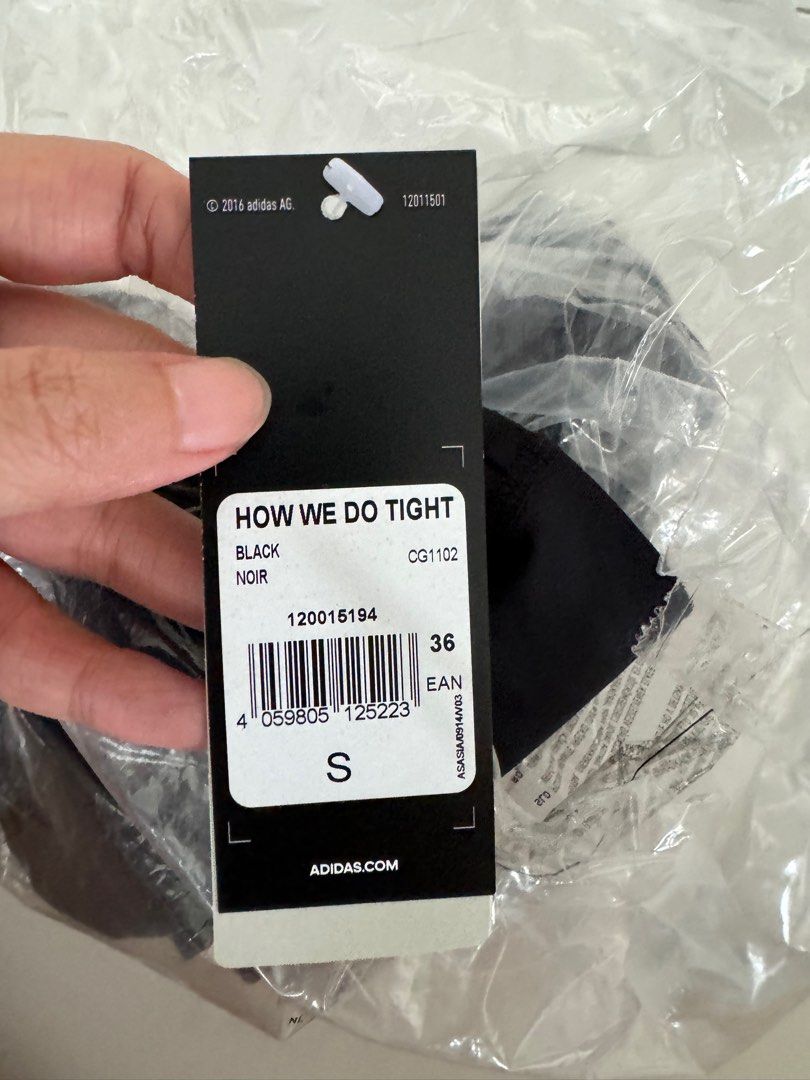 © 2016 adidas AG.
12011501
HOW WE DO TIGHT
BLACK
CG1102
NOIR
120015194
36
EAN
4 059805 125223
ASASIA/0914/V03
S
ADIDAS.COM